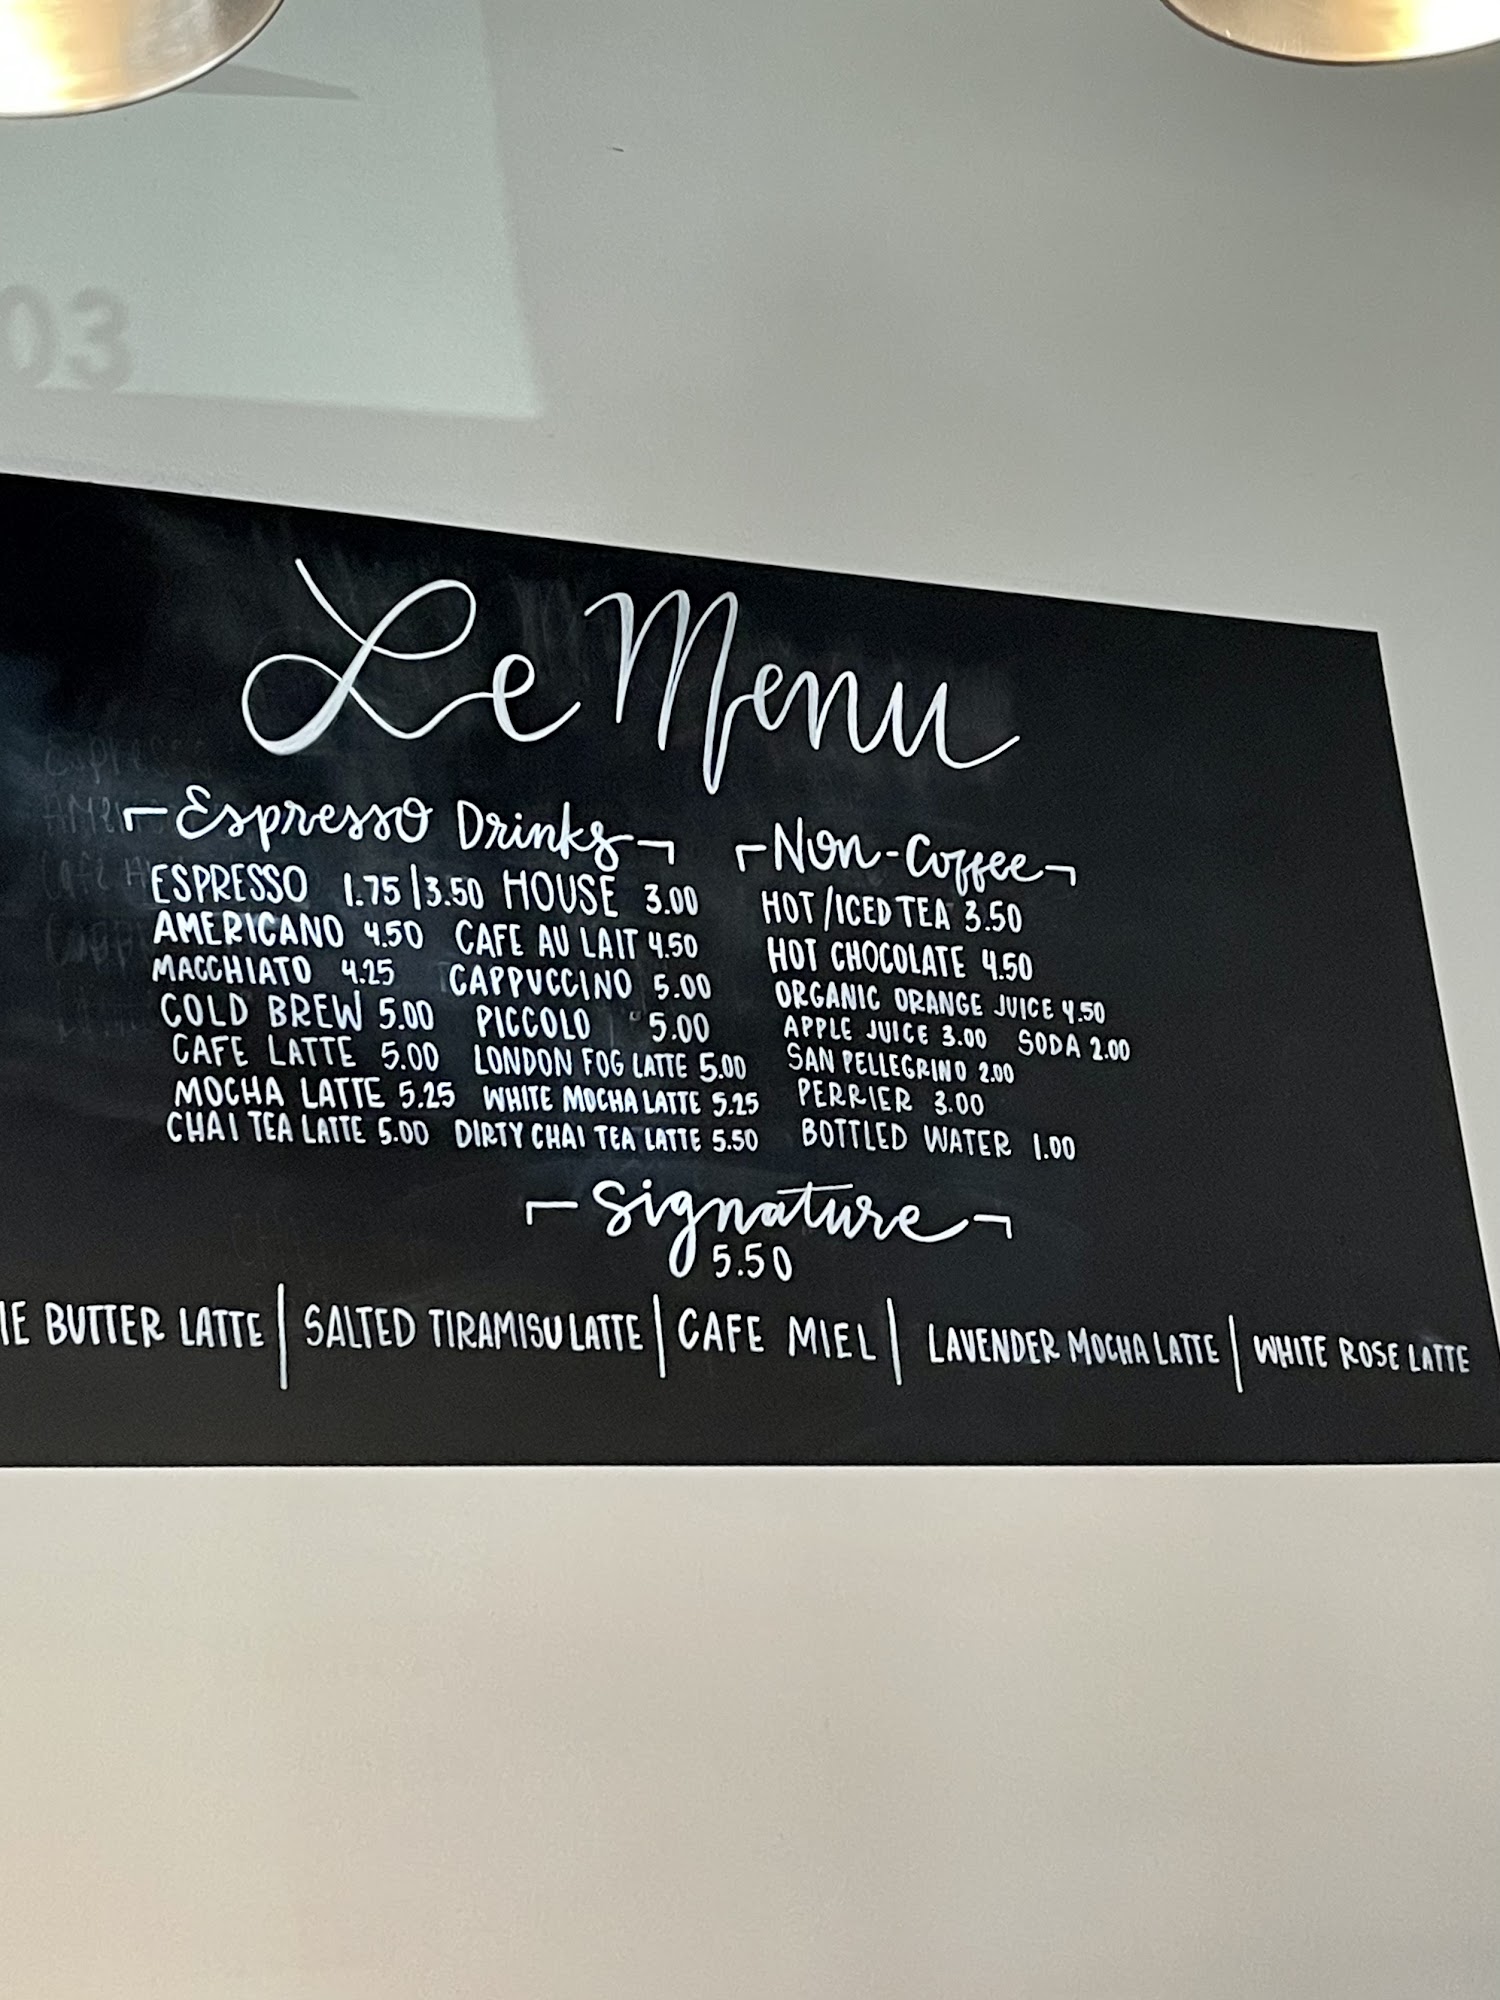 03
Le Menu
Espresso Drinks
ESPRESSO 1.75 | 3.50 HOUSE 3.00
AMERICANO 4.50 CAFE AU LAIT 4.50
MACCHIATO 4.25 CAPPUCCINO 5.00
COLD BREW 5.00 PICCOLO 5.00
CAFE LATTE 5.00 LONDON FOG LATTE 5.00
MOCHA LATTE 5.25 WHITE MOCHA LATTE 5.25
CHAI TEA LATTE 5.00 DIRTY CHAI TEA LATTE 5.50
Non-Coffee
HOT/ICED TEA 3.50
HOT CHOCOLATE 4.50
ORGANIC ORANGE JUICE 4.50
APPLE JUICE 3.00 SODA 2.00
SAN PELLEGRINO 2.00
PERRIER 3.00
BOTTLED WATER 1.00
Signature
5.50
BUTTER LATTE | SALTED TIRAMISU LATTE | CAFE MIEL | LAVENDER MOCHA LATTE | WHITE ROSE LATTE